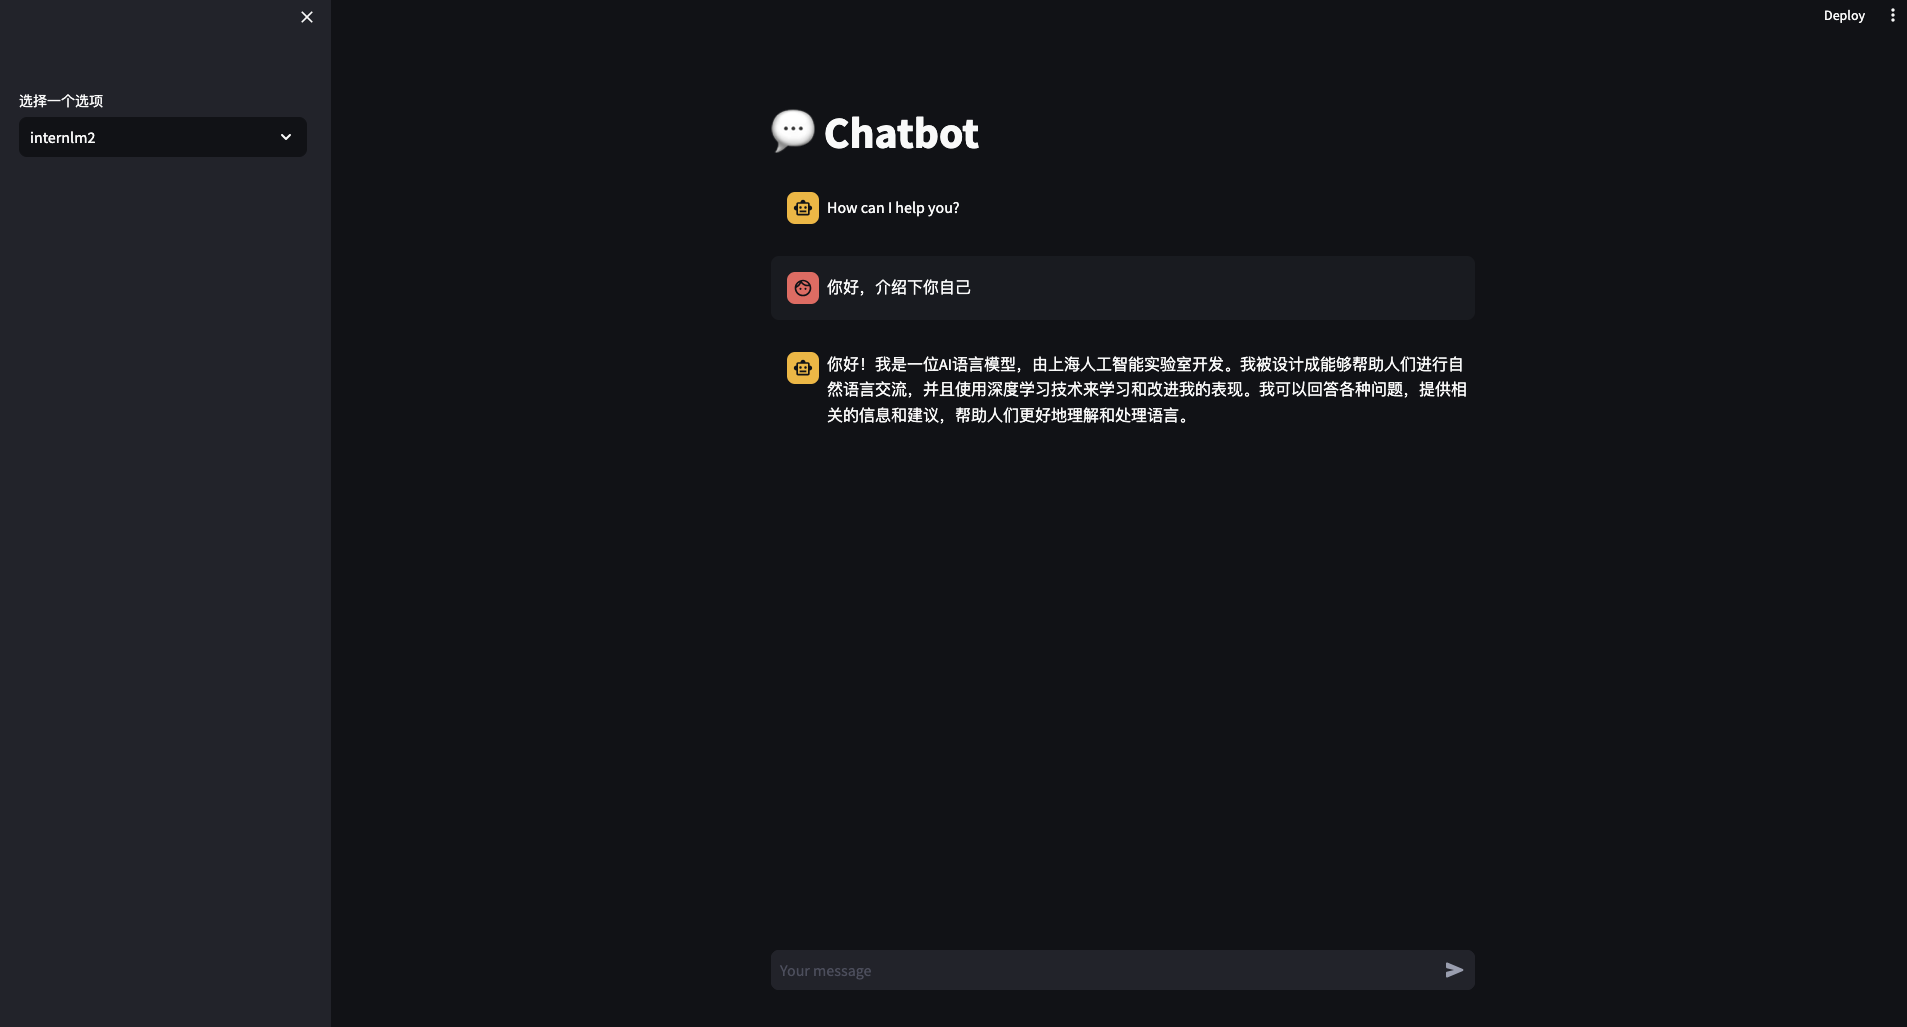 Deploy
选择一个选项
internlm2
Chatbot
How can I help you?
你好，介绍下你自己
你好！我是一位AI语言模型，由上海人工智能实验室开发。我被设计成能够帮助人们进行自
然语言交流，并且使用深度学习技术来学习和改进我的表现。我可以回答各种问题，提供相
关的信息和建议，帮助人们更好地理解和处理语言。
Your message